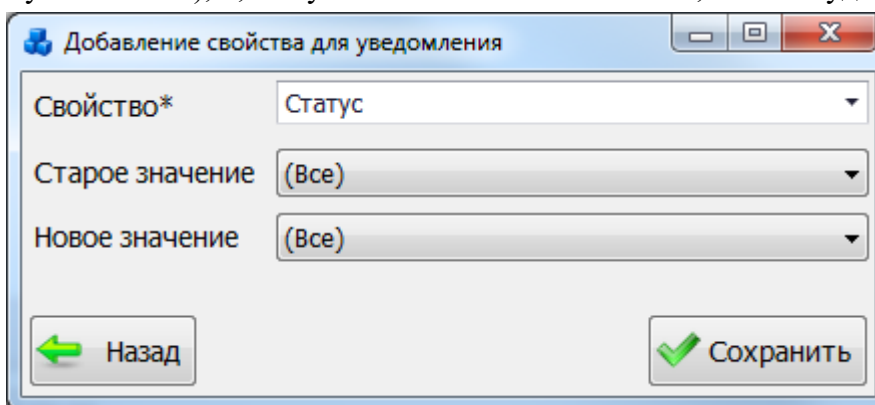 Добавление свойства для уведомления
Свойство* Статус
Старое значение (Все)
Новое значение (Все)
Назад Сохранить